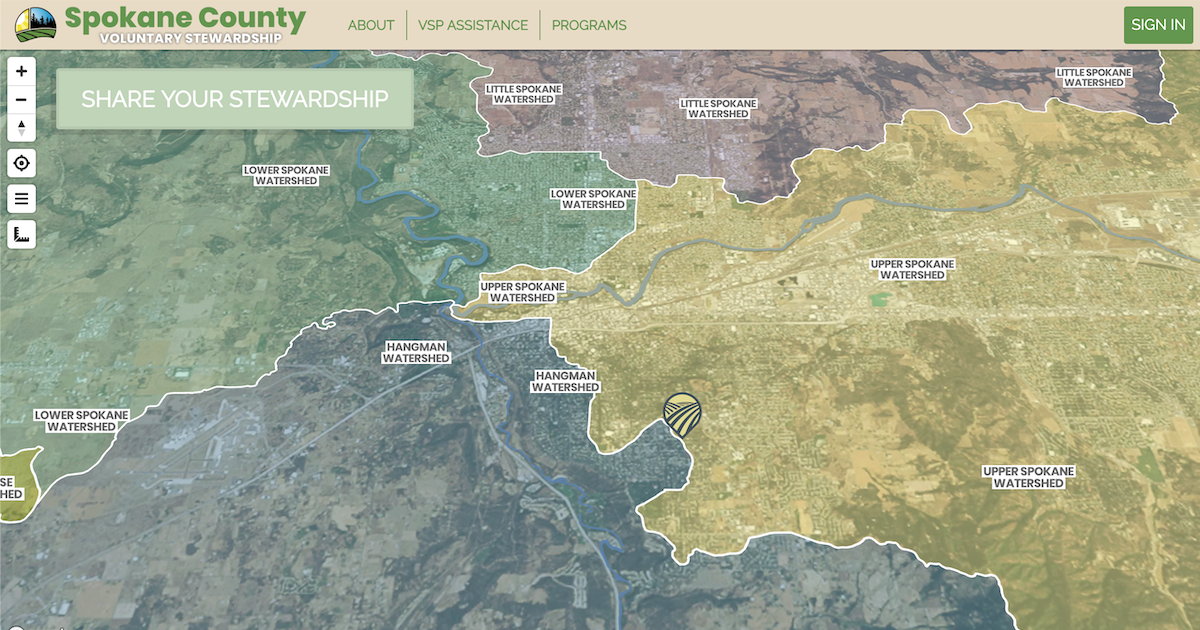 Spokane County
VOLUNTARY STEWARDSHIP
ABOUT
VSP ASSISTANCE
PROGRAMS
SIGN IN
SHARE YOUR STEWARDSHIP
LITTLE SPOKANE
WATERSHED
LITTLE SPOKANE
WATERSHED
LITTLE SPOKANE
WATERSHED
LOWER SPOKANE
WATERSHED
LOWER SPOKANE
WATERSHED
UPPER SPOKANE
WATERSHED
UPPER SPOKANE
WATERSHED
HANGMAN
WATERSHED
HANGMAN
WATERSHED
LOWER SPOKANE
WATERSHED
UPPER SPOKANE
WATERSHED
SE
HED